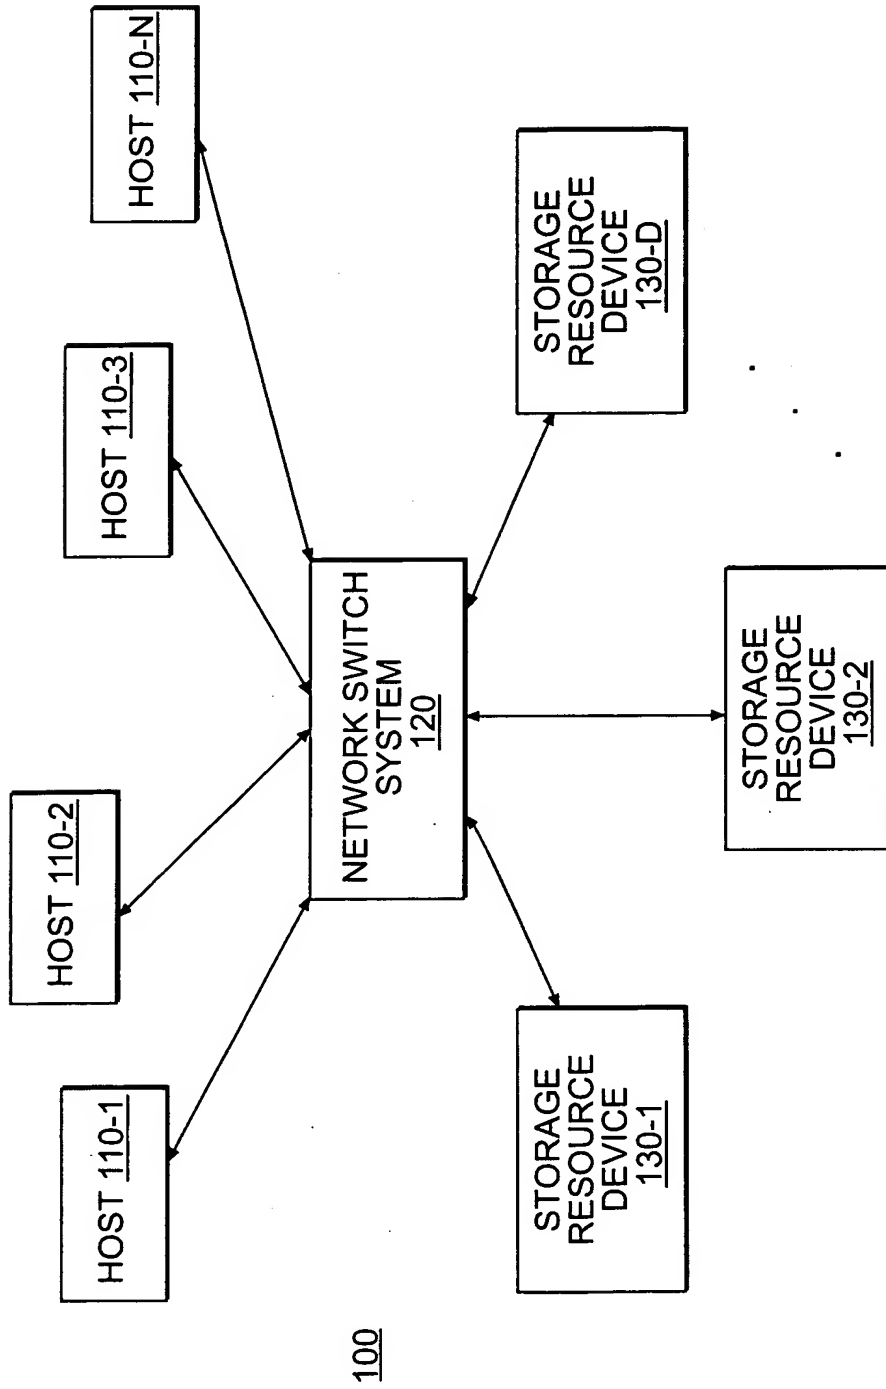 HOST 110-1
HOST 110-2
HOST 110-3
HOST 110-N
100
NETWORK SWITCH
SYSTEM
120
STORAGE
RESOURCE
DEVICE
130-1
STORAGE
RESOURCE
DEVICE
130-2
STORAGE
RESOURCE
DEVICE
130-D